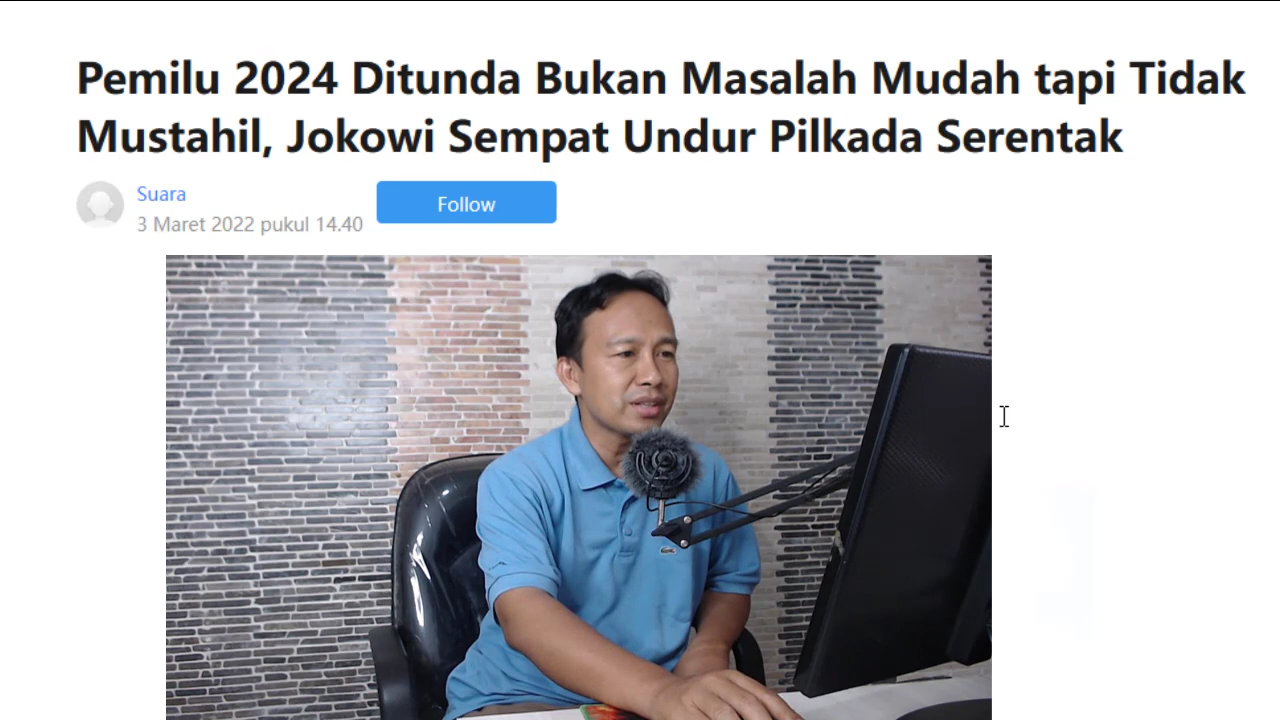 Pemilu 2024 Ditunda Bukan Masalah Mudah tapi Tidak
Mustahil, Jokowi Sempat Undur Pilkada Serentak
Suara
Follow
3 Maret 2022 pukul 14.40